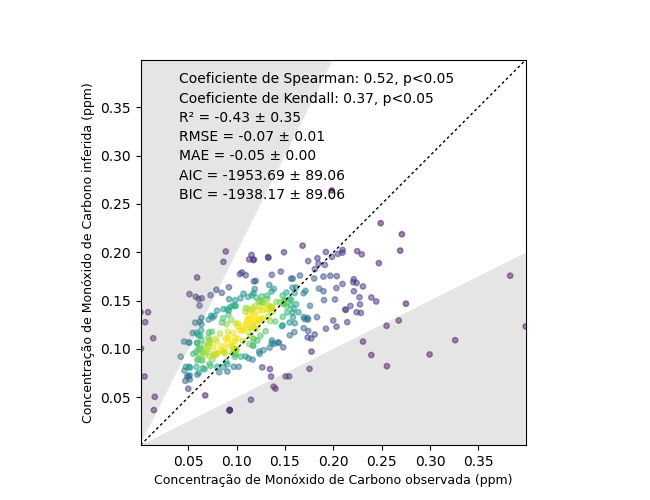 Coeficiente de Spearman: 0.52, p<0.05
Coeficiente de Kendall: 0.37, p<0.05
R² = -0.43 ± 0.35
RMSE = -0.07 ± 0.01
MAE = -0.05 ± 0.00
AIC = -1953.69 ± 89.06
BIC = -1938.17 ± 89.06
Concentração de Monóxido de Carbono inferida (ppm)
0.35
0.30
0.25
0.20
0.15
0.10
0.05
0.05 0.10 0.15 0.20 0.25 0.30 0.35
Concentração de Monóxido de Carbono observada (ppm)